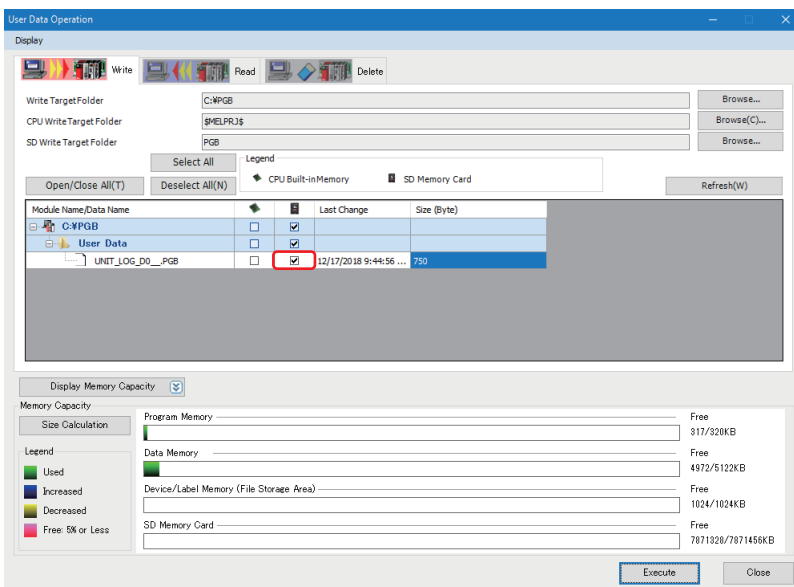 User Data Operation
Display
Write
Read
Delete
Write TargetFolder
C:¥PGB
Browse...
CPU Write Target Folder
$MELPRJ$
Browse(C)...
SD Write Target Folder
PGB
Browse...
Select All
Legend
CPU Built-inMemory
SD Memory Card
Open/Close All(T)
Deselect All(N)
Refresh(W)
Module Name/Data Name
Last Change
Size (Byte)
C:¥PGB
User Data
UNIT_LOG_D0__.PGB
12/17/2018 9:44:56 ...
750
Display Memory Capacity
Memory Capacity
Size Calculation
Legend
Used
Increased
Decreased
Free: 5% or Less
Program Memory
Free
317/320KB
Data Memory
Free
4972/5122KB
Device/Label Memory (File Storage Area)
Free
1024/1024KB
SD Memory Card
Free
7871328/7871456KB
Execute
Close